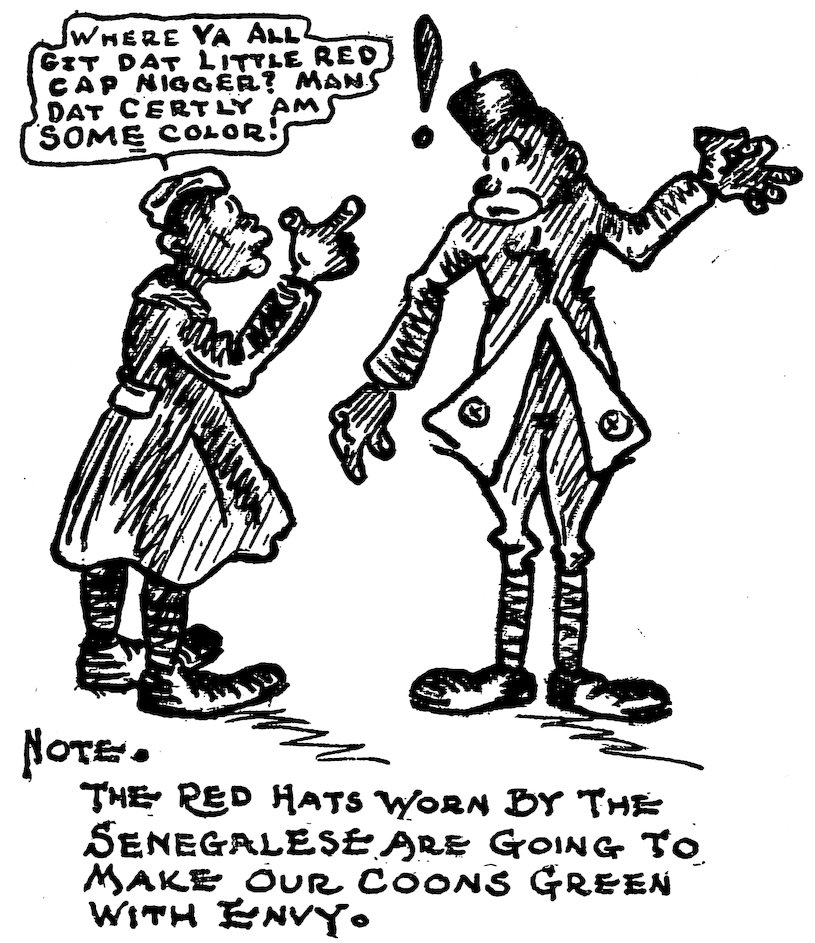 WHERE YA ALL
GIT DAT LITTLE RED
CAP NIGGER? MAN
DAT CERTLY AM
SOME COLOR!
!
NOTE.
THE RED HATS WORN BY THE
SENEGALESE ARE GOING TO
MAKE OUR COONS GREEN
WITH ENVY.